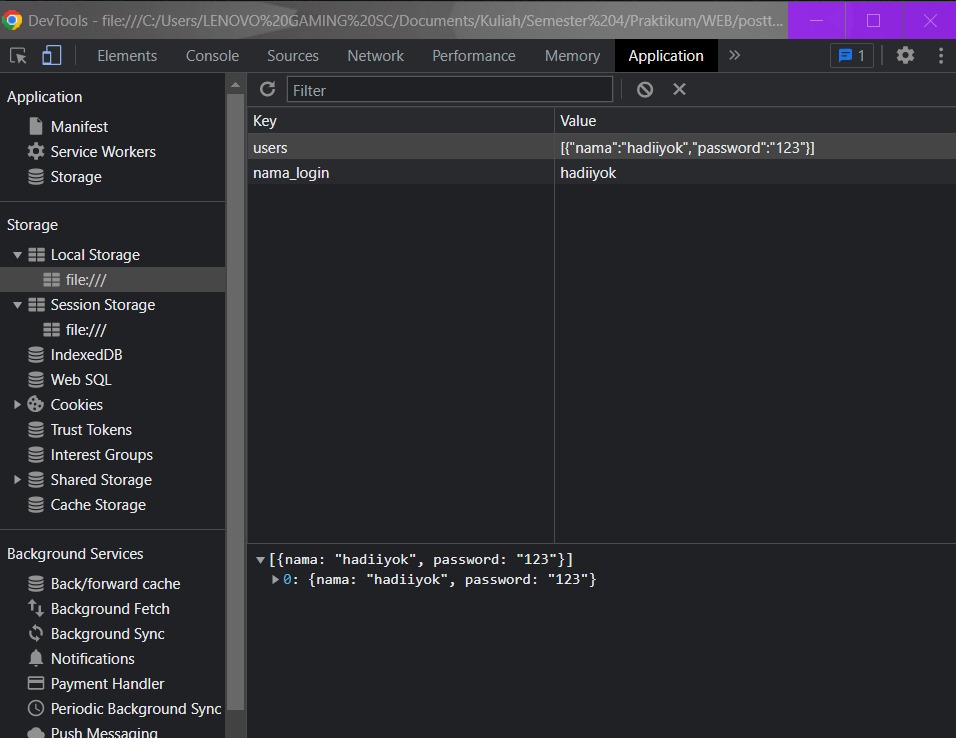 DevTools - file:///C:/Users/LENOVO%20GAMING%20SC/Documents/Kuliah/Semester%204/Praktikum/WEB/postt...
Elements Console Sources Network Performance Memory Application » 1
Application
Manifest
Service Workers
Storage
Storage
Local Storage
file:///
Session Storage
file:///
IndexedDB
Web SQL
Cookies
Trust Tokens
Interest Groups
Shared Storage
Cache Storage
Background Services
Back/forward cache
Background Fetch
Background Sync
Notifications
Payment Handler
Periodic Background Sync
Push Messaging
Filter
Key Value
users [{"nama":"hadiiyok","password":"123"}]
nama_login hadiiyok
[{nama: "hadiiyok", password: "123"}]
0: {nama: "hadiiyok", password: "123"}